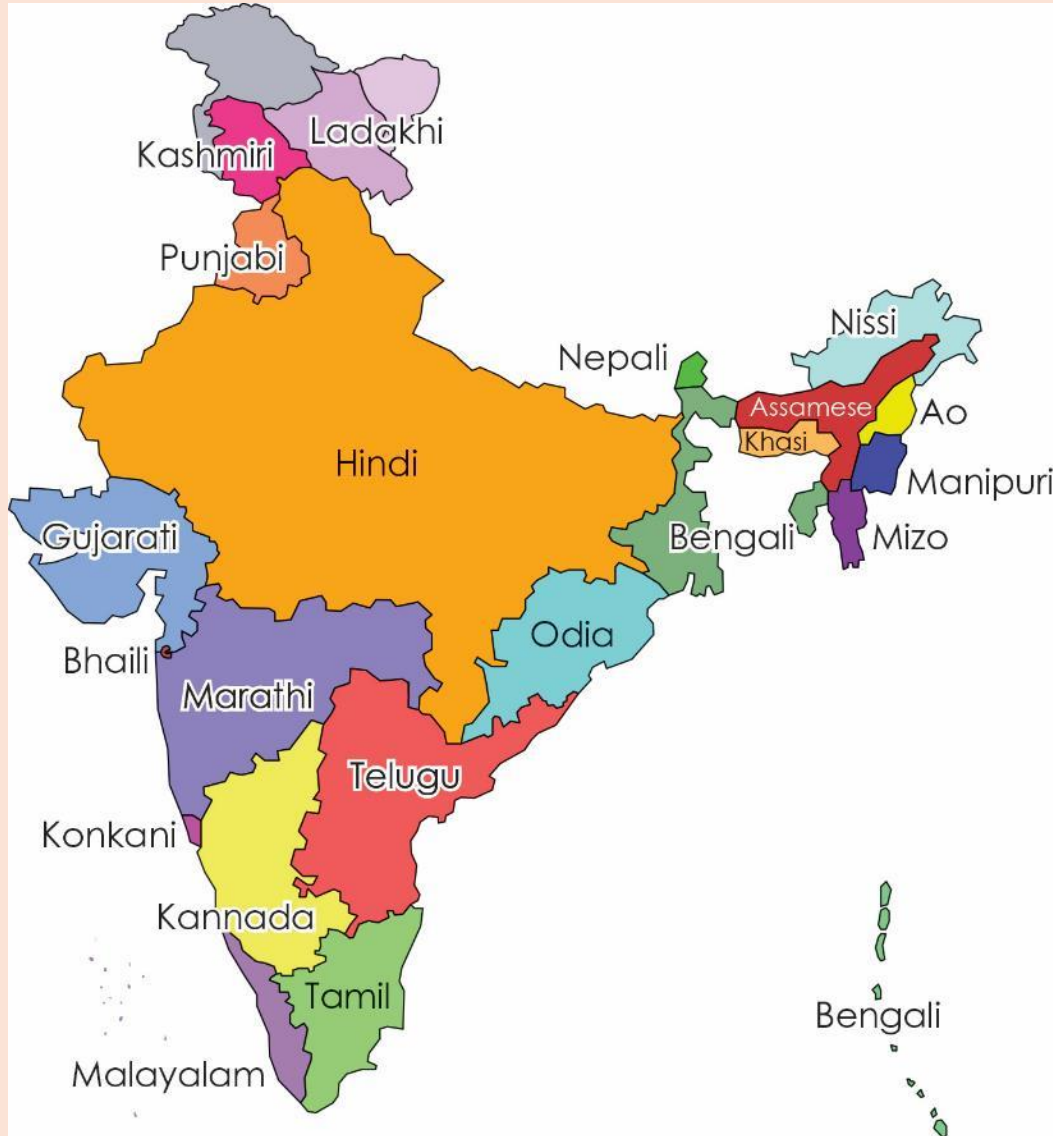 Ladakhi
Kashmiri
Punjabi
Nissi
Nepali
Assamese
Ao
Khasi
Hindi
Manipuri
Gujarati
Bengali
Mizo
Odia
Bhaili
Marathi
Telugu
Konkani
Kannada
Tamil
Bengali
Malayalam